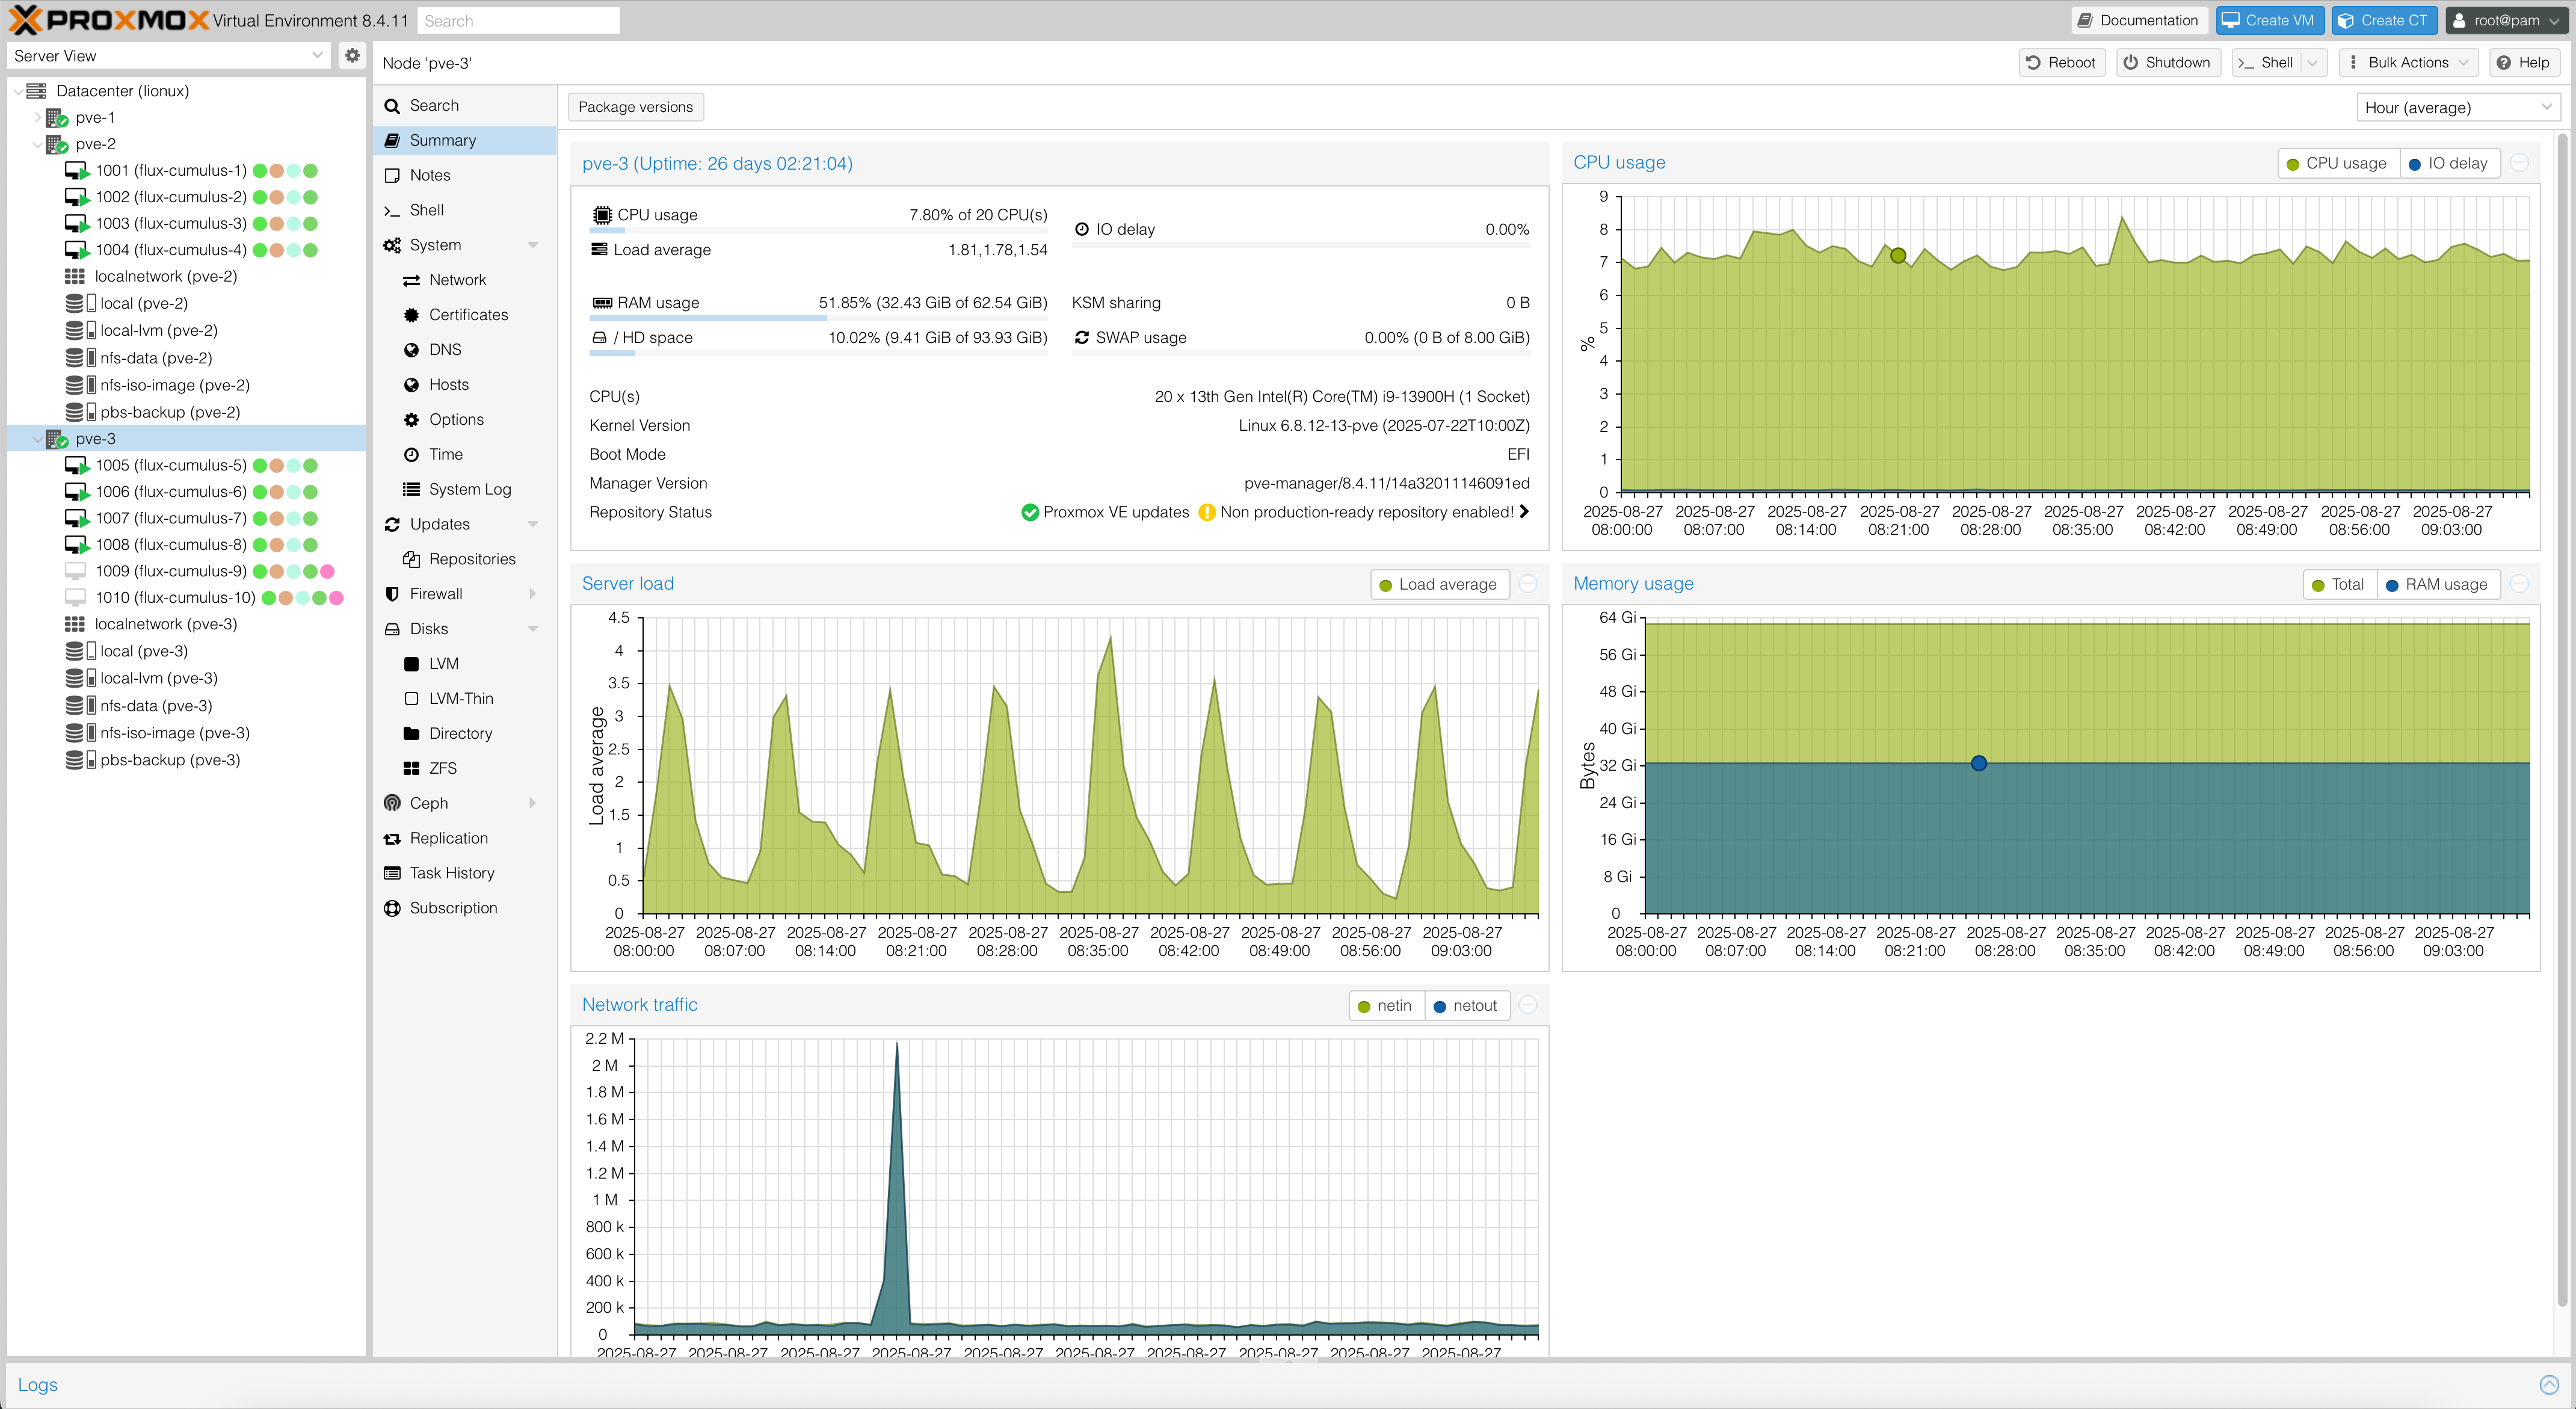 PROXMOX Virtual Environment 8.4.11 Search Documentation Create VM Create CT root@pam
Server View
Datacenter (lionux)
pve-1
pve-2
1001 (flux-cumulus-1)
1002 (flux-cumulus-2)
1003 (flux-cumulus-3)
1004 (flux-cumulus-4)
localnetwork (pve-2)
local (pve-2)
local-lvm (pve-2)
nfs-data (pve-2)
nfs-iso-image (pve-2)
pbs-backup (pve-2)
pve-3
1005 (flux-cumulus-5)
1006 (flux-cumulus-6)
1007 (flux-cumulus-7)
1008 (flux-cumulus-8)
1009 (flux-cumulus-9)
1010 (flux-cumulus-10)
localnetwork (pve-3)
local (pve-3)
local-lvm (pve-3)
nfs-data (pve-3)
nfs-iso-image (pve-3)
pbs-backup (pve-3)
Node 'pve-3' Reboot Shutdown Shell Bulk Actions Help
Search
Summary
Notes
Shell
System
Network
Certificates
DNS
Hosts
Options
Time
System Log
Updates
Repositories
Firewall
Disks
LVM
LVM-Thin
Directory
ZFS
Ceph
Replication
Task History
Subscription
Package versions Hour (average)
pve-3 (Uptime: 26 days 02:21:04)
CPU usage 7.80% of 20 CPU(s)
Load average 1.81,1.78,1.54
IO delay 0.00%
RAM usage 51.85% (32.43 GiB of 62.54 GiB)
KSM sharing 0 B
/ HD space 10.02% (9.41 GiB of 93.93 GiB)
SWAP usage 0.00% (0 B of 8.00 GiB)
CPU(s) 20 x 13th Gen Intel(R) Core(TM) i9-13900H (1 Socket)
Kernel Version Linux 6.8.12-13-pve (2025-07-22T10:00Z)
Boot Mode EFI
Manager Version pve-manager/8.4.11/14a32011146091ed
Repository Status Proxmox VE updates Non production-ready repository enabled!
CPU usage CPU usage IO delay
9
8
7
6
5
4
3
2
1
0
%
2025-08-27 2025-08-27 2025-08-27 2025-08-27 2025-08-27 2025-08-27 2025-08-27 2025-08-27 2025-08-27 2025-08-27
08:00:00 08:07:00 08:14:00 08:21:00 08:28:00 08:35:00 08:42:00 08:49:00 08:56:00 09:03:00
Server load Load average
4.5
4
3.5
3
2.5
2
1.5
1
0.5
0
Load average
2025-08-27 2025-08-27 2025-08-27 2025-08-27 2025-08-27 2025-08-27 2025-08-27 2025-08-27 2025-08-27 2025-08-27
08:00:00 08:07:00 08:14:00 08:21:00 08:28:00 08:35:00 08:42:00 08:49:00 08:56:00 09:03:00
Memory usage Total RAM usage
64 Gi
56 Gi
48 Gi
40 Gi
32 Gi
24 Gi
16 Gi
8 Gi
0
Bytes
2025-08-27 2025-08-27 2025-08-27 2025-08-27 2025-08-27 2025-08-27 2025-08-27 2025-08-27 2025-08-27 2025-08-27
08:00:00 08:07:00 08:14:00 08:21:00 08:28:00 08:35:00 08:42:00 08:49:00 08:56:00 09:03:00
Network traffic netin netout
2.2 M
2 M
1.8 M
1.6 M
1.4 M
1.2 M
1 M
800 k
600 k
400 k
200 k
0
2025-08-27 2025-08-27 2025-08-27 2025-08-27 2025-08-27 2025-08-27 2025-08-27 2025-08-27 2025-08-27 2025-08-27
Logs